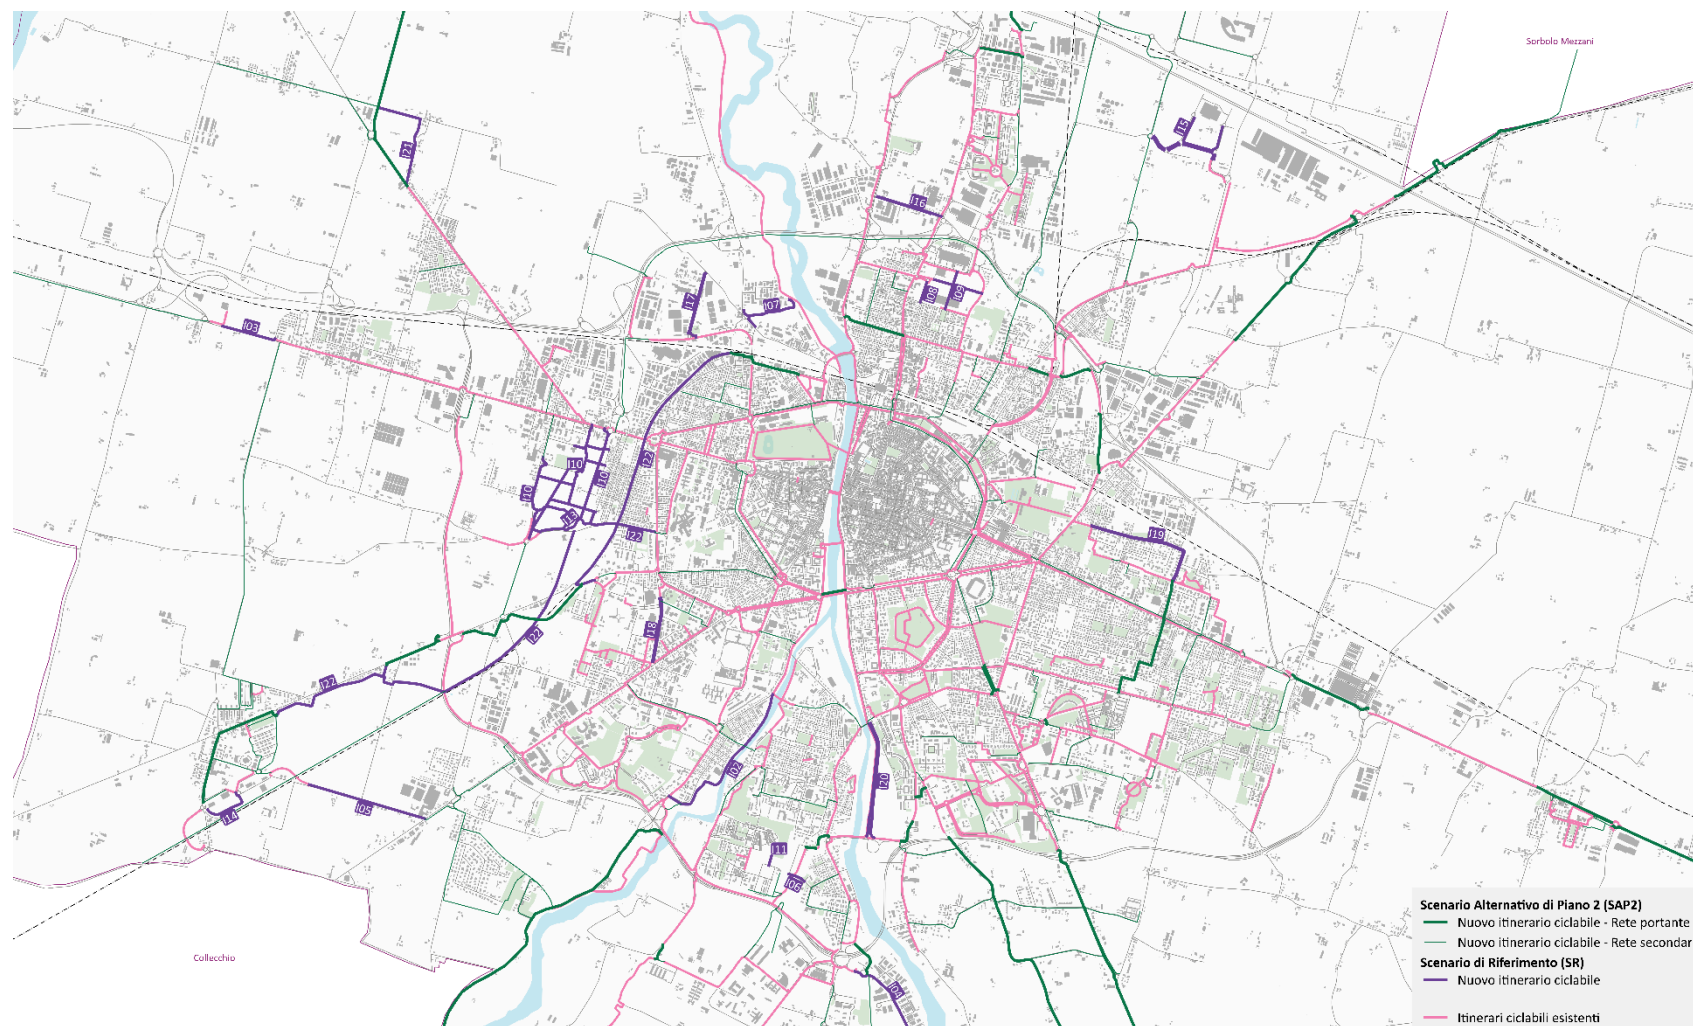 Sorbolo Mezzani
I15
I21
I16
I08
I09
I07
I17
I03
I22
I10
I10
I10
I13
I22
I19
I18
I22
I22
I02
I20
I05
I14
I11
I06
I04
Collecchio
Scenario Alternativo di Piano 2 (SAP2)
Nuovo itinerario ciclabile - Rete portante
Nuovo itinerario ciclabile - Rete secondar
Scenario di Riferimento (SR)
Nuovo itinerario ciclabile
Itinerari ciclabili esistenti